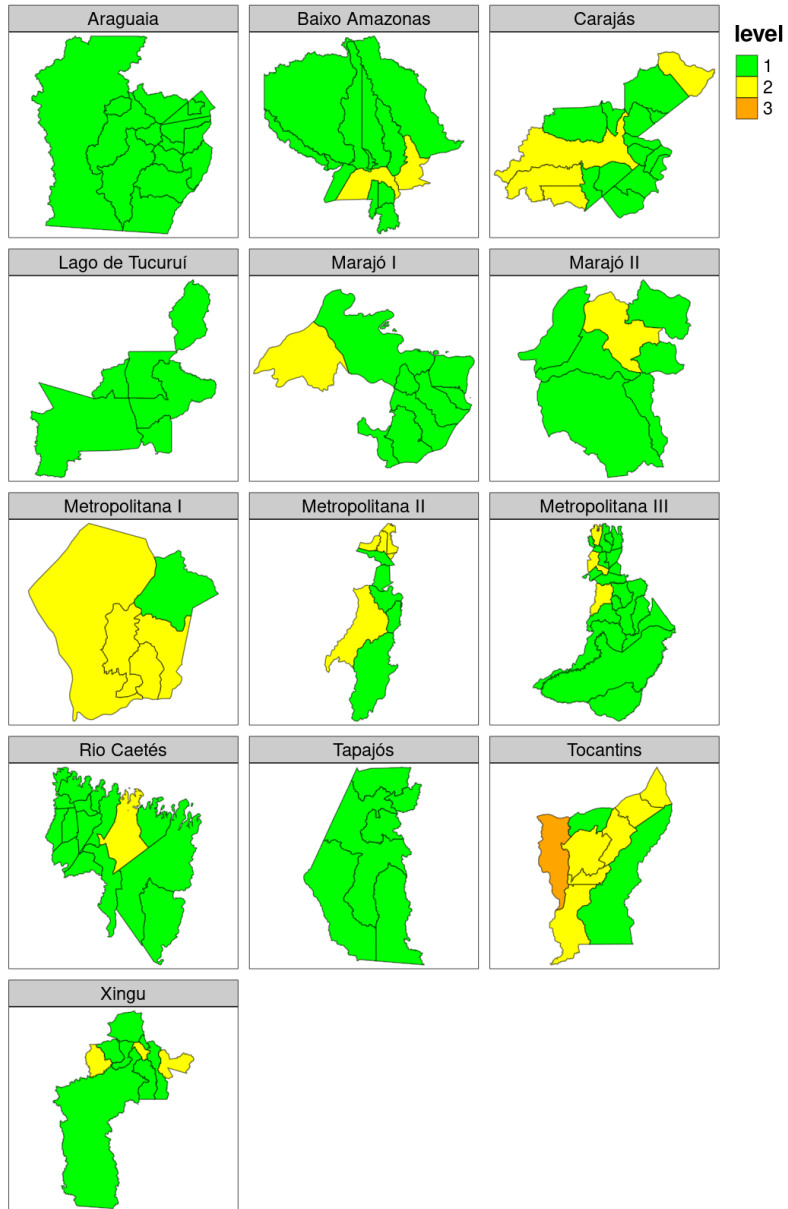 Araguaia
Baixo Amazonas
Carajás
level
1
2
3
Lago de Tucuruí
Marajó I
Marajó II
Metropolitana I
Metropolitana II
Metropolitana III
Rio Caetés
Tapajós
Tocantins
Xingu